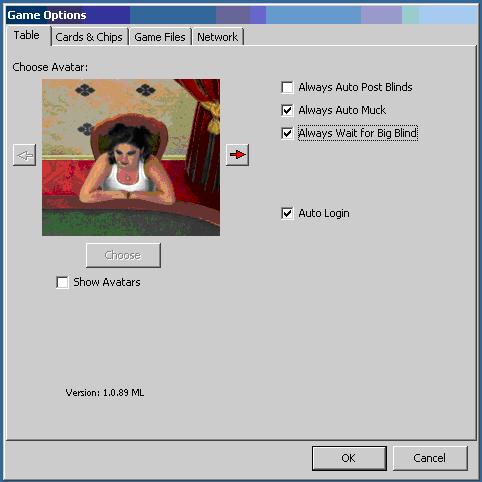 Game Options
Table Cards & Chips Game Files Network
Choose Avatar:
Always Auto Post Blinds
Always Auto Muck
Always Wait for Big Blind
Auto Login
Choose
Show Avatars
Version: 1.0.89 ML
OK Cancel